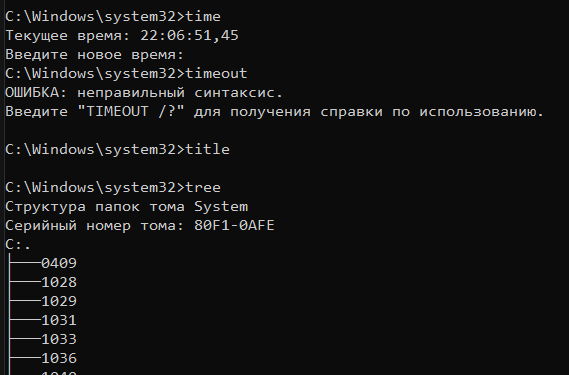 C:\Windows\system32>time
Текущее время: 22:06:51,45
Введите новое время:
C:\Windows\system32>timeout
ОШИБКА: неправильный синтаксис.
Введите "TIMEOUT /?" для получения справки по использованию.
C:\Windows\system32>title
C:\Windows\system32>tree
Структура папок тома System
Серийный номер тома: 80F1-0AFE
C:.
├───0409
├───1028
├───1029
├───1031
├───1033
├───1036